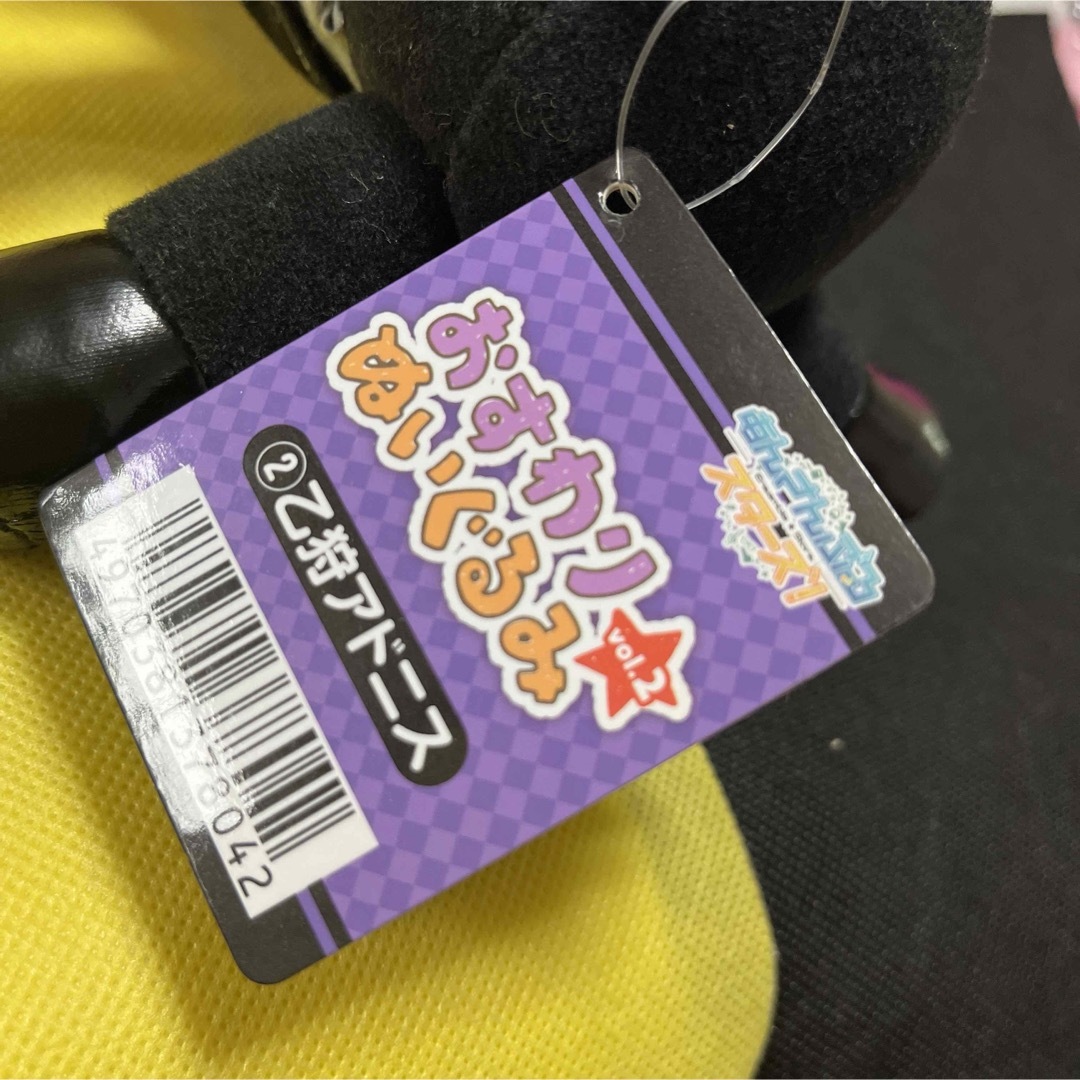 あんさんぶる
スターズ！
おすわり
ぬいぐるみ
vol.2
②乙狩アドニス
4970381578042